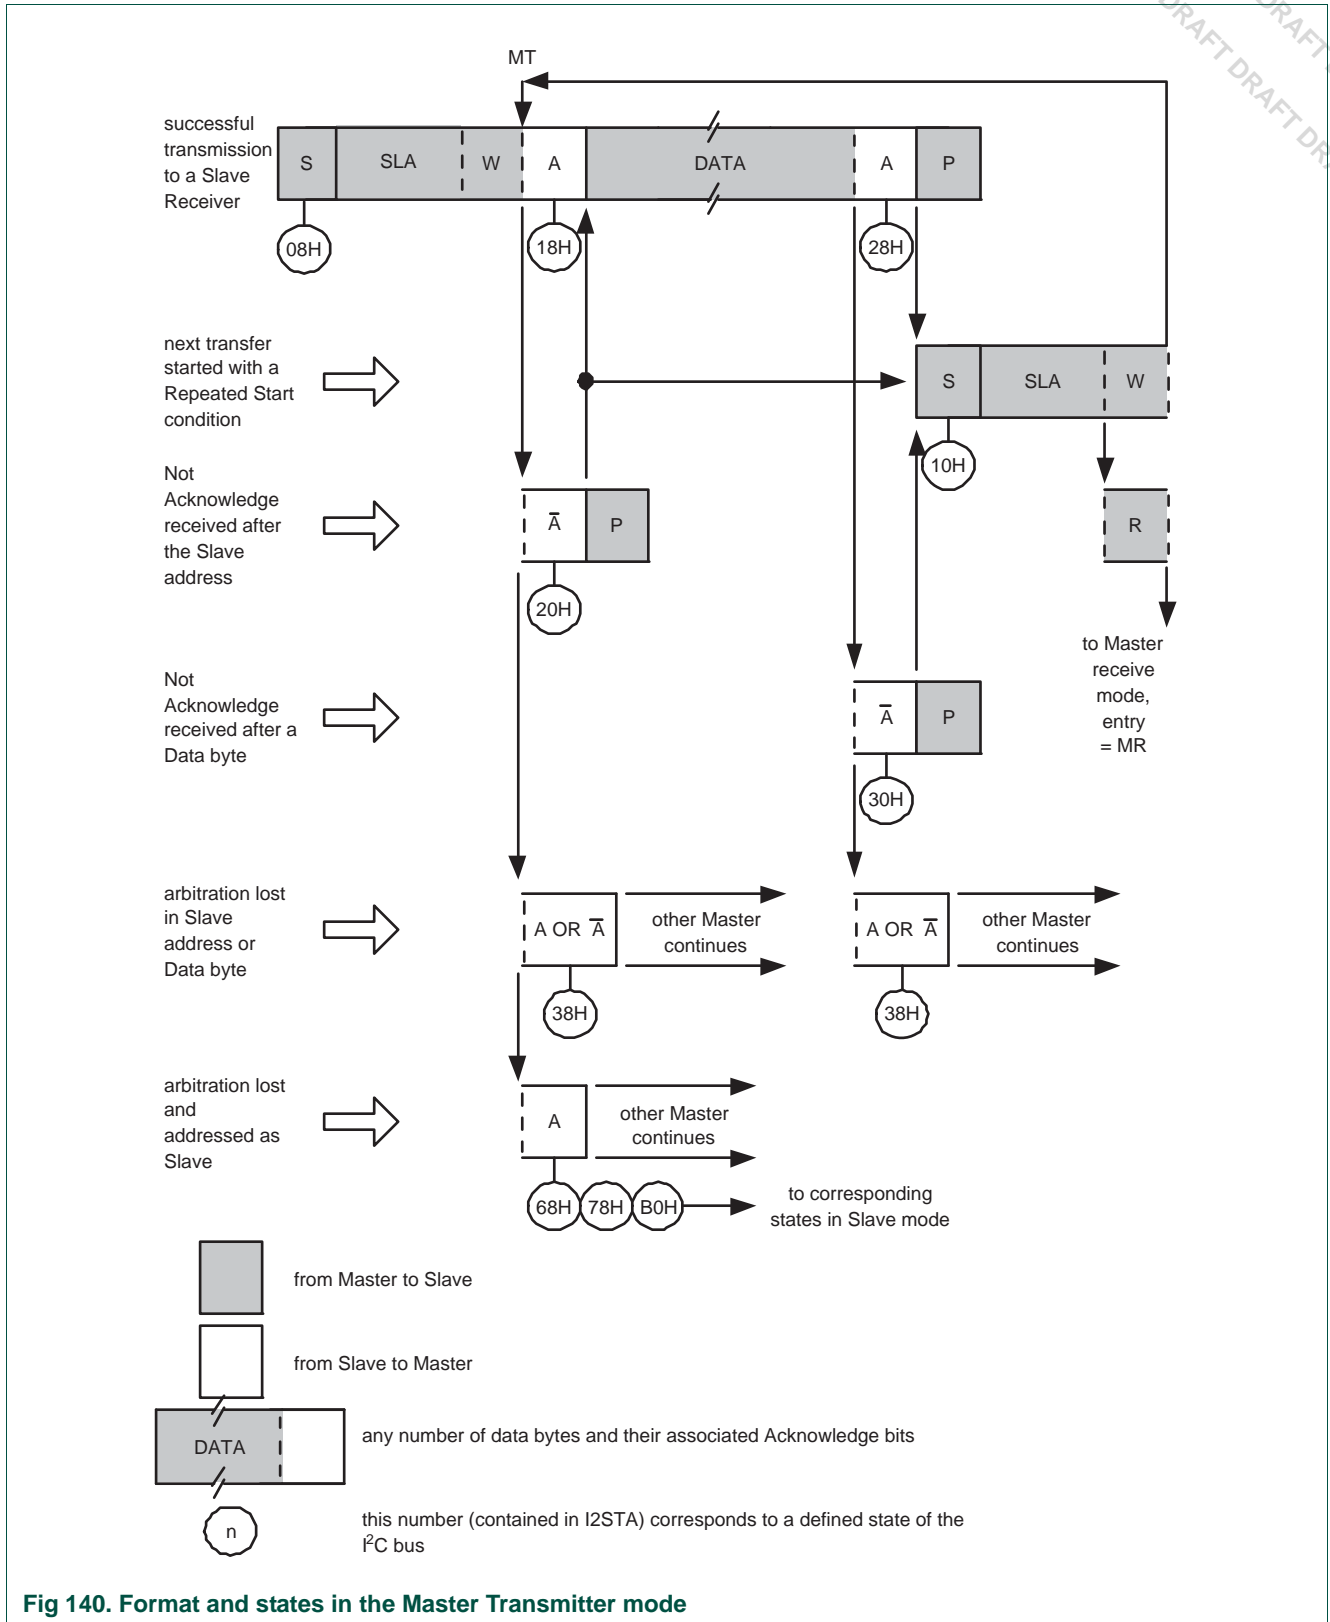 DRAFT DRAFT DR
DRAFT
MT
successful
transmission
to a Slave
Receiver
S SLA W A DATA A P
08H 18H 28H
next transfer
started with a
Repeated Start
condition
S SLA W
10H
Not
Acknowledge
received after
the Slave
address
A̅ P
R
20H
to Master
receive
mode,
entry
= MR
Not
Acknowledge
received after a
Data byte
A̅ P
30H
arbitration lost
in Slave
address or
Data byte
A OR A̅
other Master
continues
A OR A̅
other Master
continues
38H 38H
arbitration lost
and
addressed as
Slave
A
other Master
continues
68H 78H B0H
to corresponding
states in Slave mode
from Master to Slave
from Slave to Master
DATA
any number of data bytes and their associated Acknowledge bits
n
this number (contained in I2STA) corresponds to a defined state of the
I²C bus
Fig 140. Format and states in the Master Transmitter mode